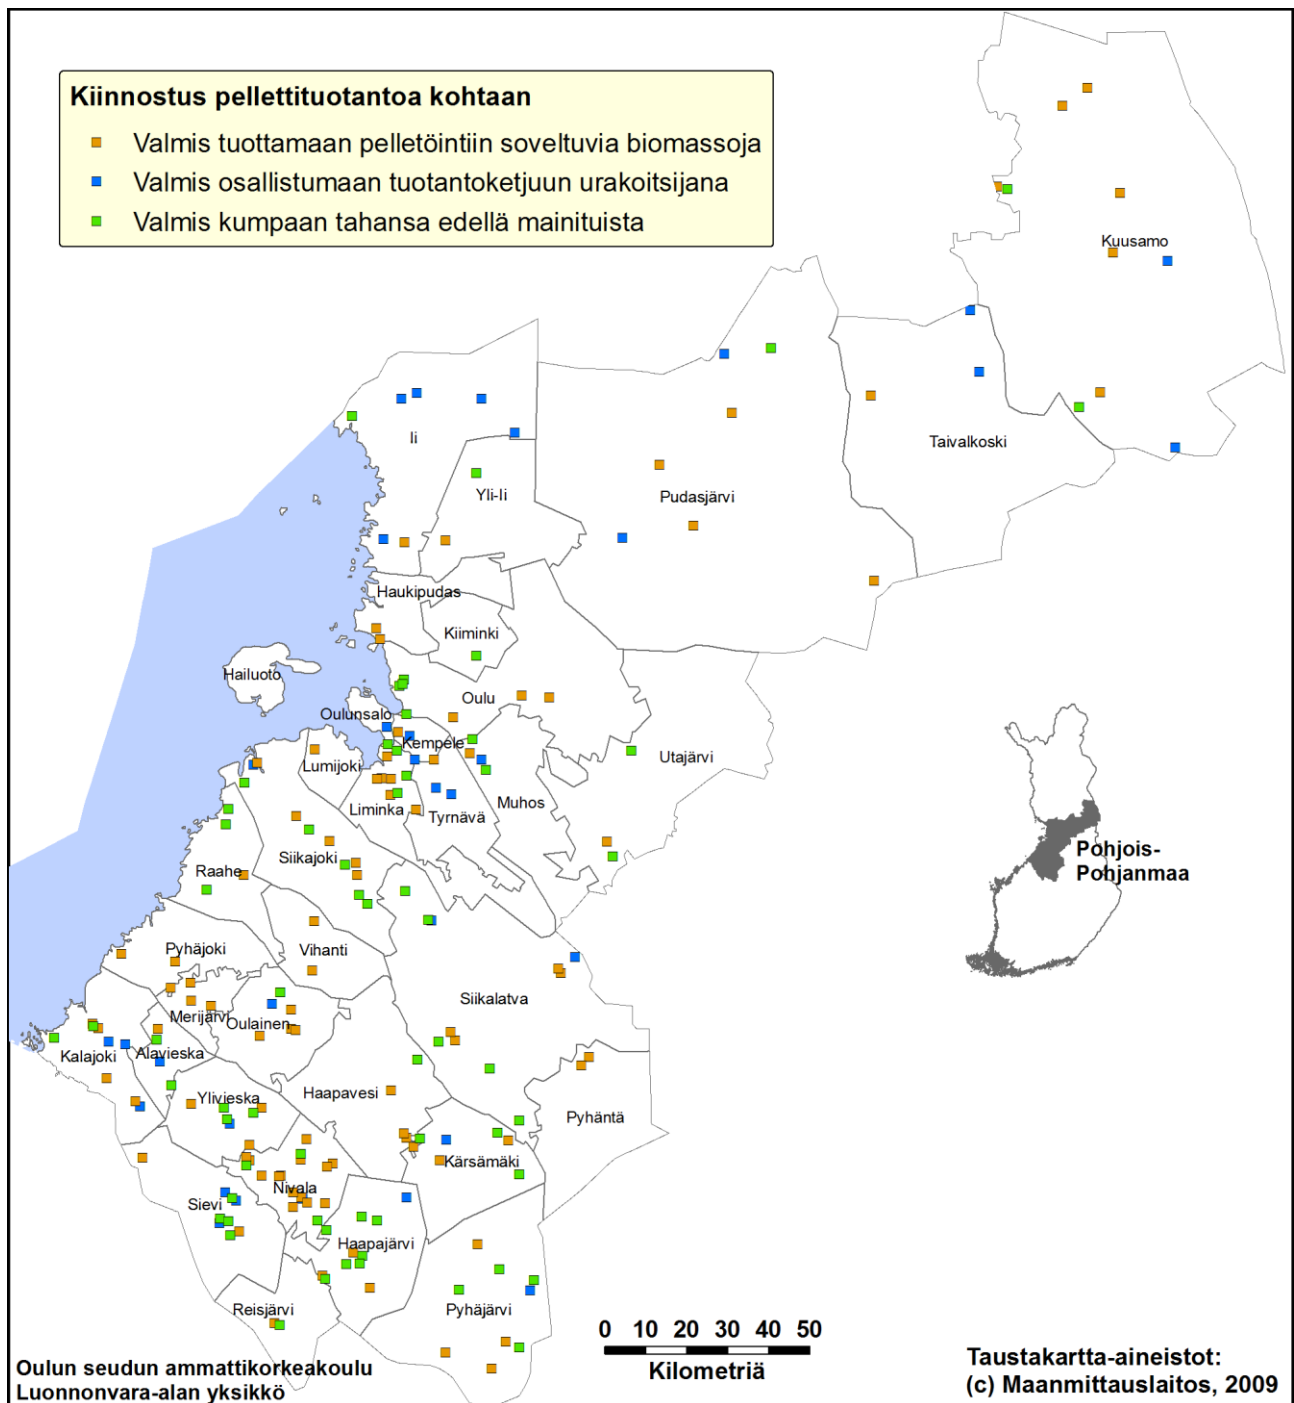 Kiinnostus pellettituotantoa kohtaan
Valmis tuottamaan pelletöintiin soveltuvia biomassoja
Valmis osallistumaan tuotantoketjuun urakoitsijana
Valmis kumpaan tahansa edellä mainituista
Kuusamo
Ii
Taivalkoski
Yli-Ii
Pudasjärvi
Haukipudas
Kiiminki
Hailuoto
Oulu
Oulunsalo
Kempele
Utajärvi
Lumijoki
Liminka
Tyrnävä
Muhos
Siikajoki
Raahe
Pyhäjoki
Vihanti
Siikalatva
Merijärvi
Oulainen
Kalajoki
Alavieska
Haapavesi
Ylivieska
Pyhäntä
Kärsämäki
Nivala
Sievi
Haapajärvi
Reisjärvi
Pyhäjärvi
Pohjois-
Pohjanmaa
0 10 20 30 40 50
Kilometriä
Oulun seudun ammattikorkeakoulu
Luonnonvara-alan yksikkö
Taustakartta-aineistot:
(c) Maanmittauslaitos, 2009